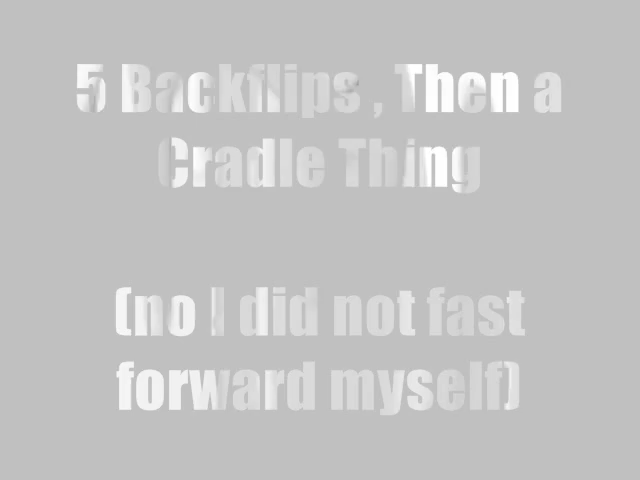 5 Backflips , Then a
Cradle Thing
(no I did not fast
forward myself)